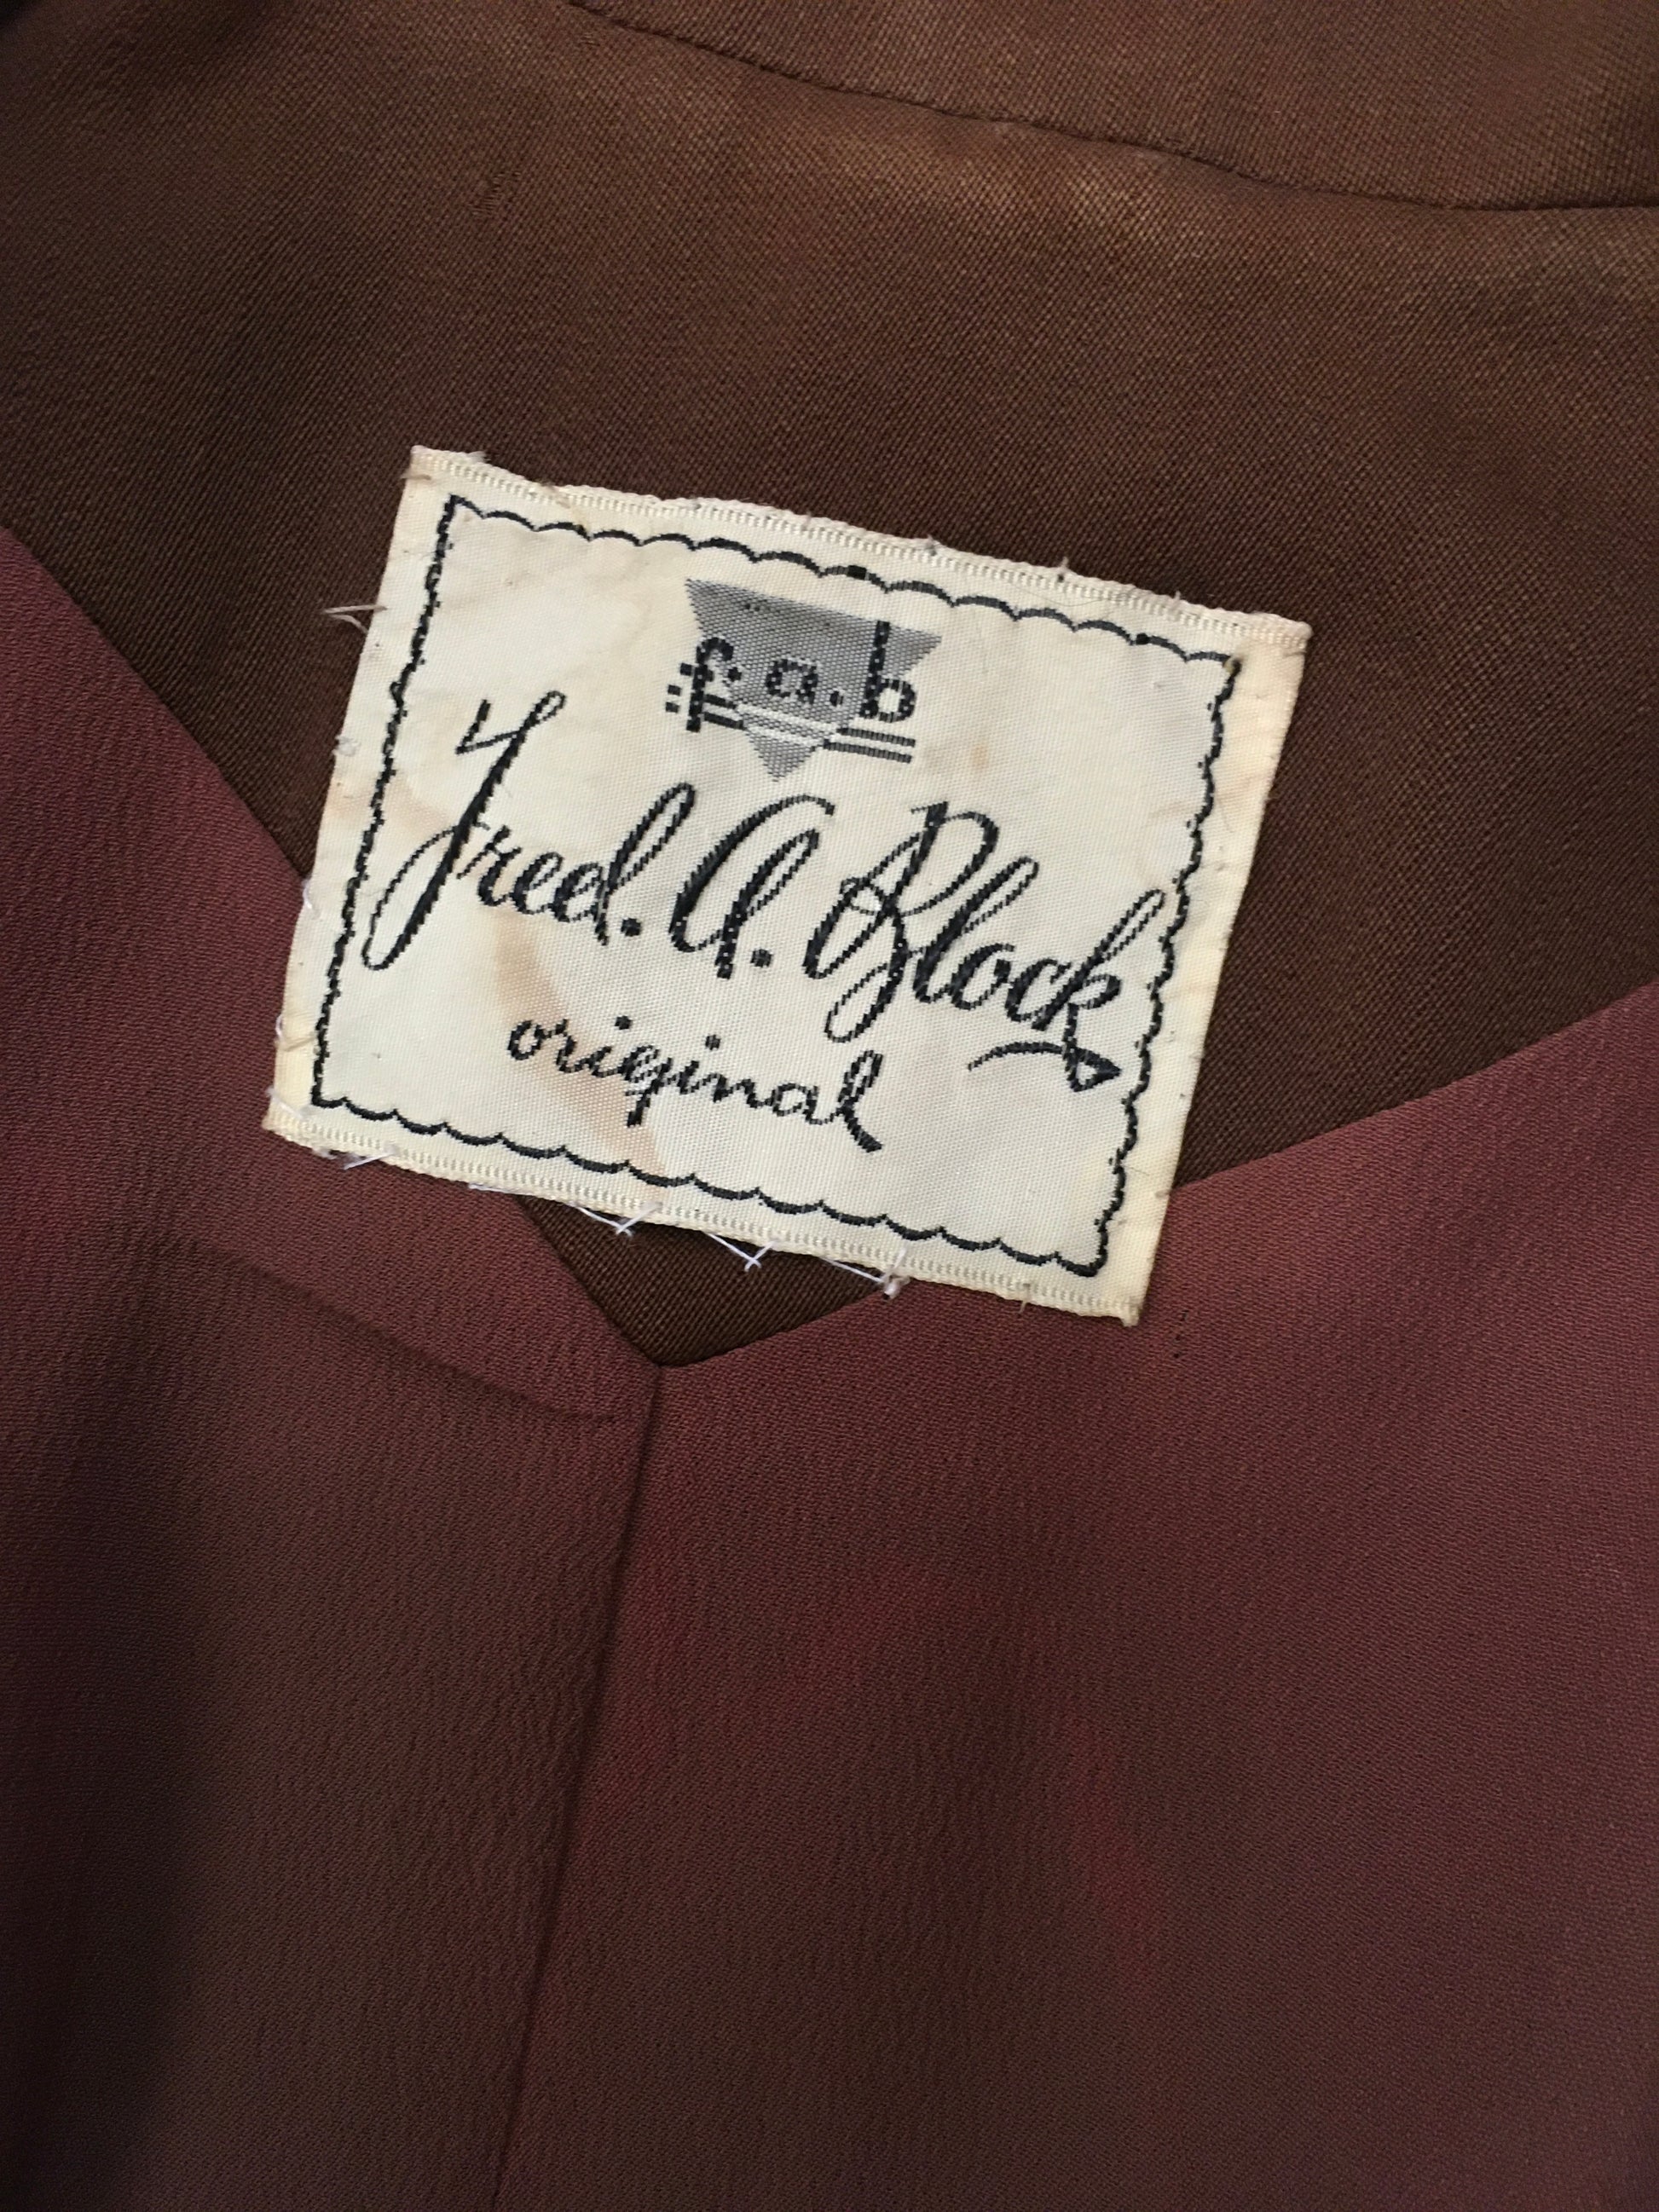 f.a.b
Fred. A. Block
original